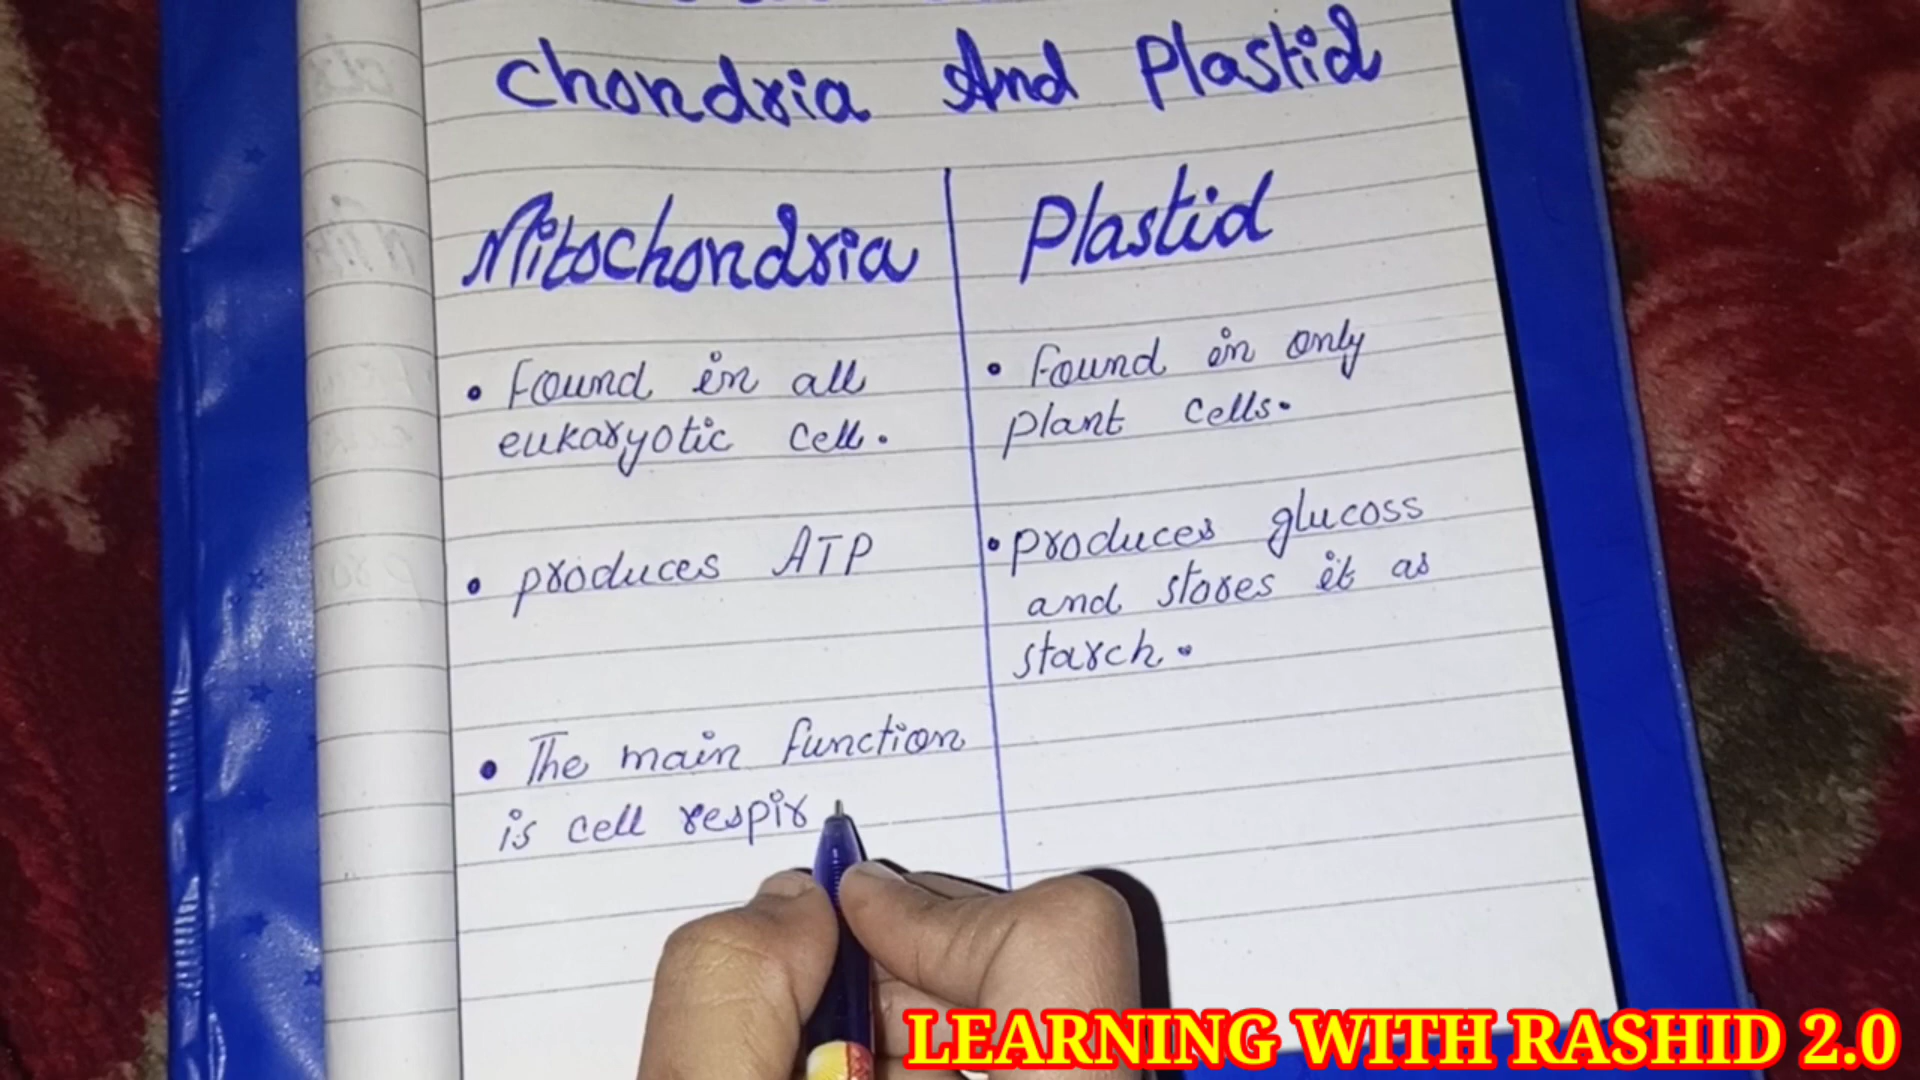 chondria And Plastid
Mitochondria
Plastid
• Found in all
eukaryotic cell.
• Found in only
plant cells.
• produces ATP
• produces glucoss
and stores it as
starch.
• The main function
is cell respir
LEARNING WITH RASHID 2.0